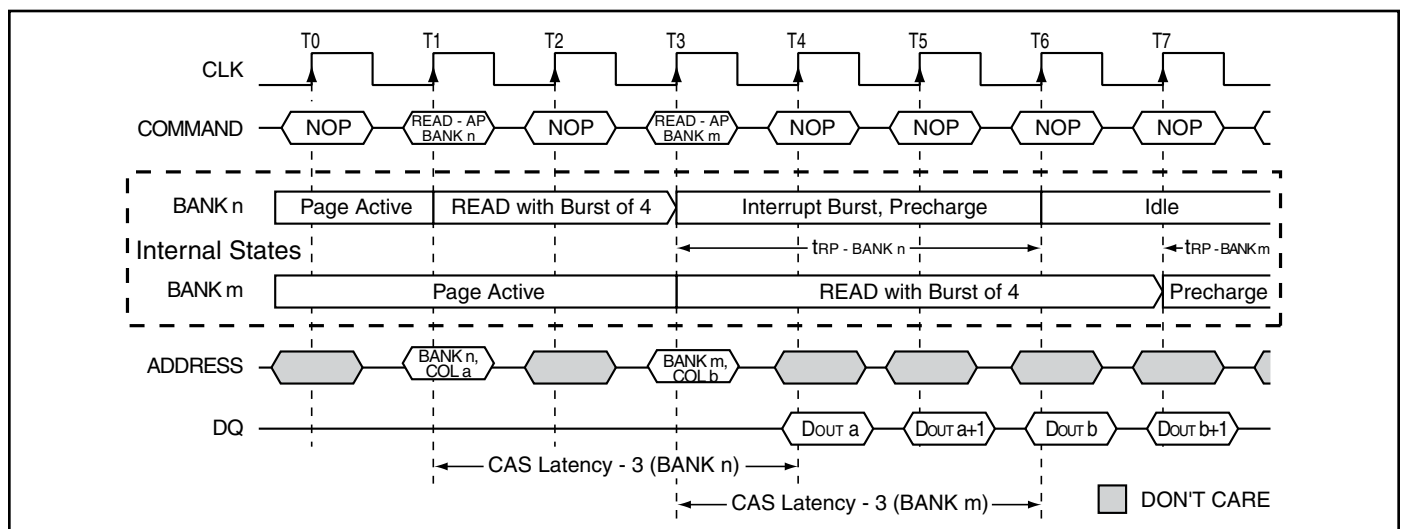 T0 T1 T2 T3 T4 T5 T6 T7
CLK
COMMAND NOP READ - AP BANK n NOP READ - AP BANK m NOP NOP NOP NOP
BANK n Page Active READ with Burst of 4 Interrupt Burst, Precharge Idle
Internal States tRP - BANK n tRP - BANK m
BANK m Page Active READ with Burst of 4 Precharge
ADDRESS BANK n, COL a BANK m, COL b
DQ DOUT a DOUT a+1 DOUT b DOUT b+1
CAS Latency - 3 (BANK n)
CAS Latency - 3 (BANK m) DON'T CARE